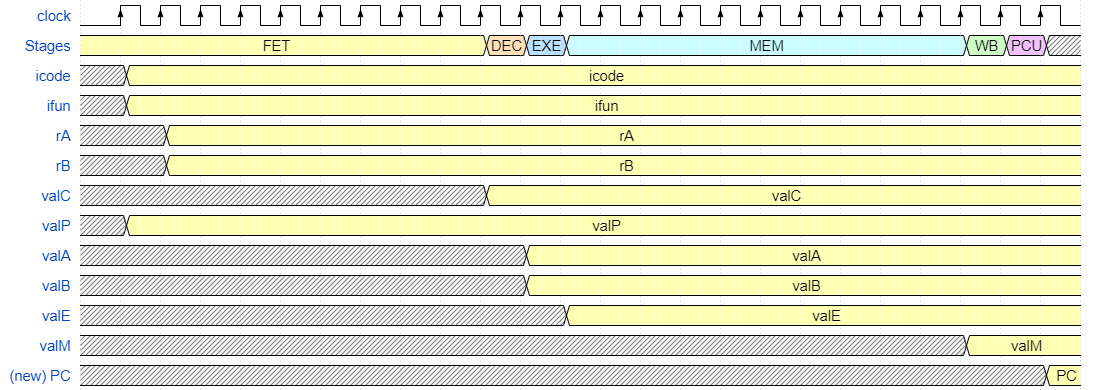 clock
Stages FET DEC EXE MEM WB PCU
icode icode
ifun ifun
rA rA
rB rB
valC valC
valP valP
valA valA
valB valB
valE valE
valM valM
(new) PC PC